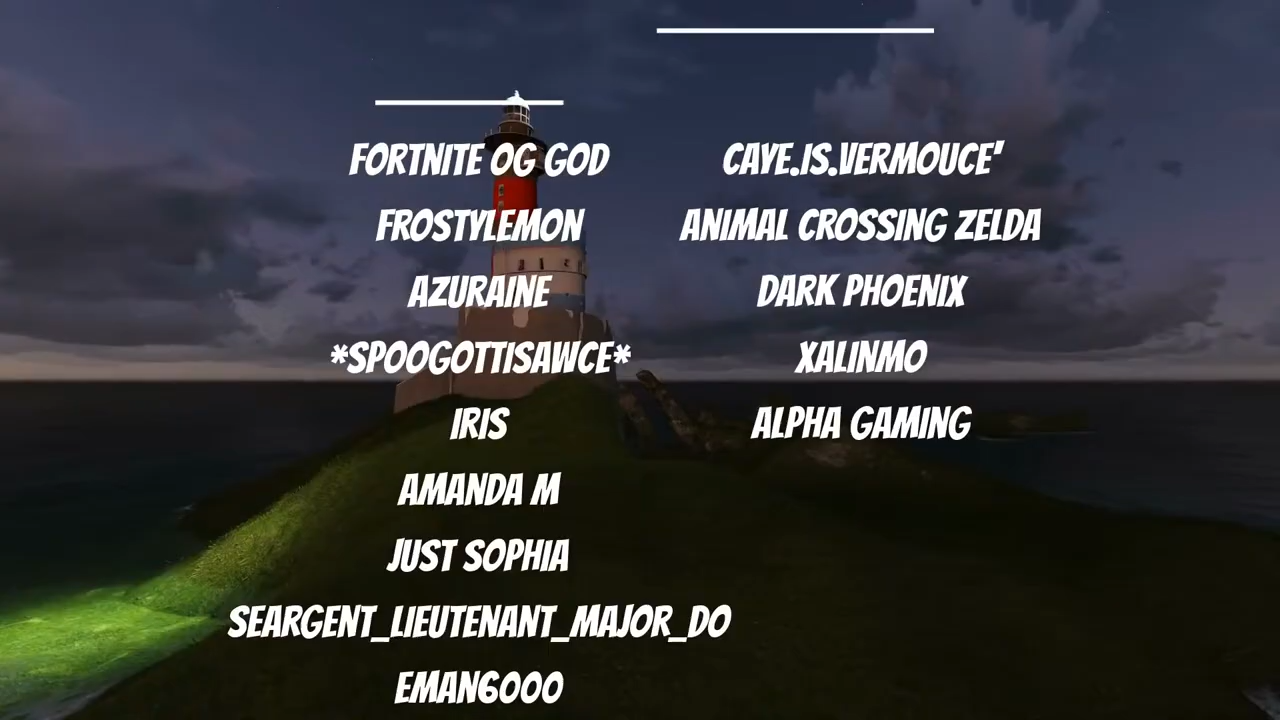 FORTNITE OG GOD
FROSTYLEMON
AZURAINE
*SPOOGOTTISAWCE*
IRIS
AMANDA M
JUST SOPHIA
SEARGENT_LIEUTENANT_MAJOR_DO
EMAN6000
CAYE.IS.VERMOUCE'
ANIMAL CROSSING ZELDA
DARK PHOENIX
XALINMO
ALPHA GAMING